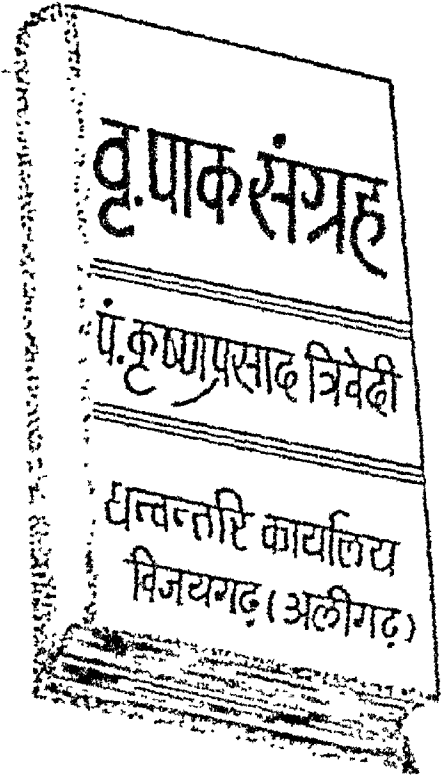 वृ.पाक संग्रह
पं.कृष्णप्रसाद त्रिवेदी
धन्वन्तरि कार्यालय
विजयगढ़ (अलीगढ़)